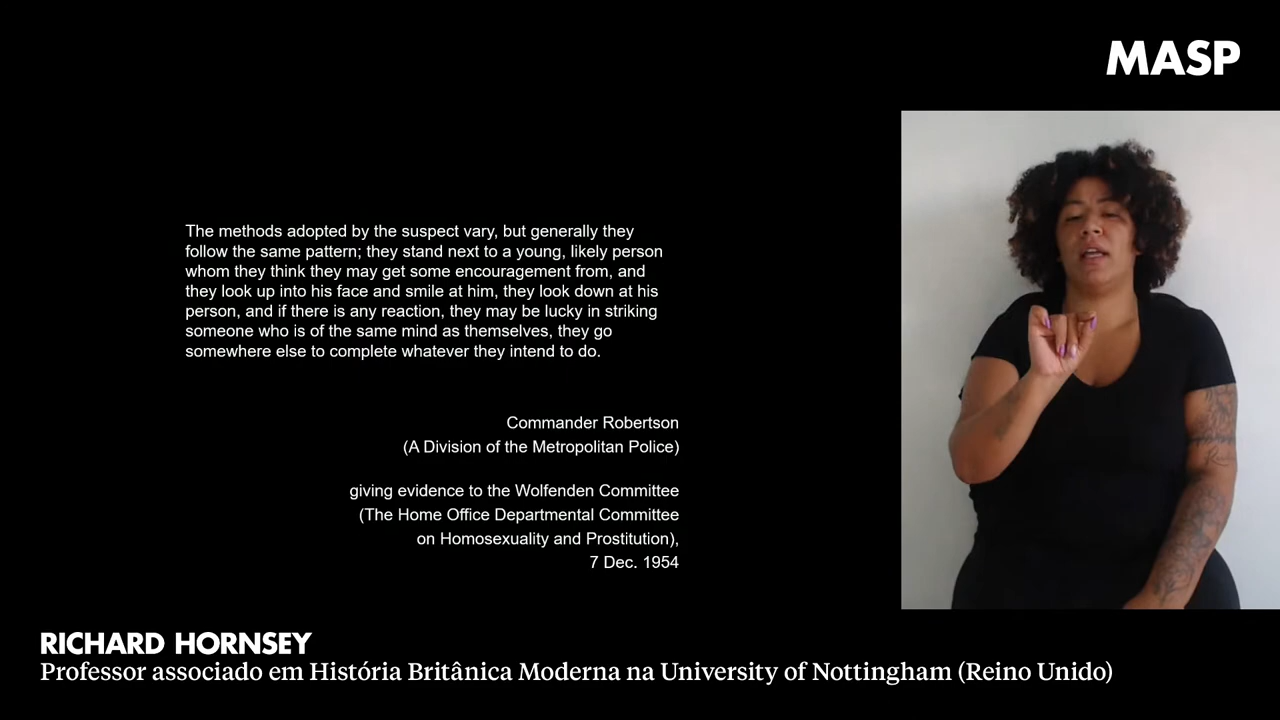 MASP
The methods adopted by the suspect vary, but generally they
follow the same pattern; they stand next to a young, likely person
whom they think they may get some encouragement from, and
they look up into his face and smile at him, they look down at his
person, and if there is any reaction, they may be lucky in striking
someone who is of the same mind as themselves, they go
somewhere else to complete whatever they intend to do.
Commander Robertson
(A Division of the Metropolitan Police)
giving evidence to the Wolfenden Committee
(The Home Office Departmental Committee
on Homosexuality and Prostitution),
7 Dec. 1954
RICHARD HORNSEY
Professor associado em História Britânica Moderna na University of Nottingham (Reino Unido)